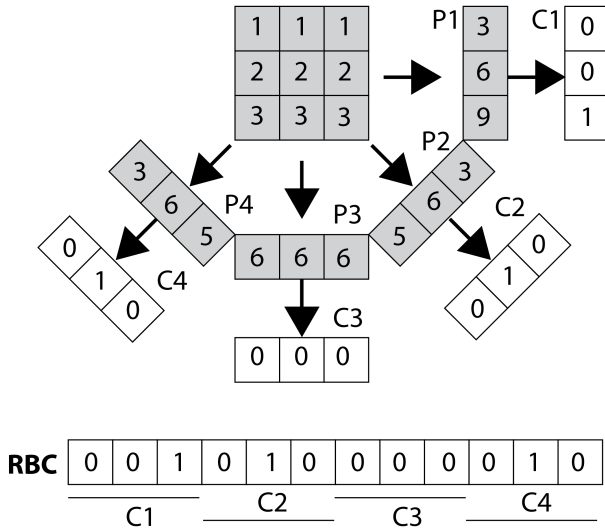 1 1 1 P1 3 C1 0
2 2 2 6 0
3 3 3 9 1
P2
3 6 5 P4
P3
5 6 3
C2
0 1 0 C4
6 6 6
0 1 0
C3
0 0 0
RBC 0 0 1 0 1 0 0 0 0 0 1 0
C1 C2 C3 C4